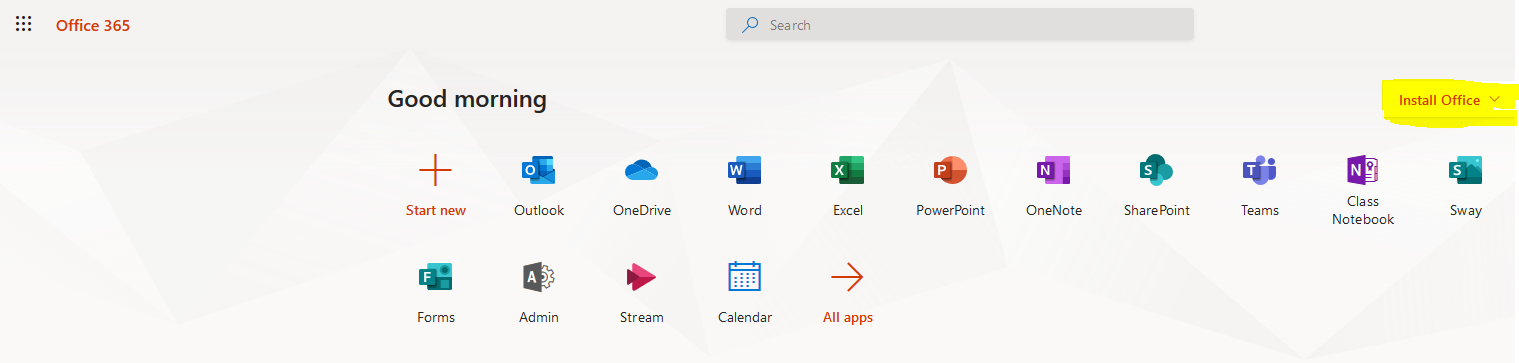 Office 365
Search
Good morning
Install Office
Start new
Outlook
OneDrive
Word
Excel
PowerPoint
OneNote
SharePoint
Teams
Class
Notebook
Sway
Forms
Admin
Stream
Calendar
All apps